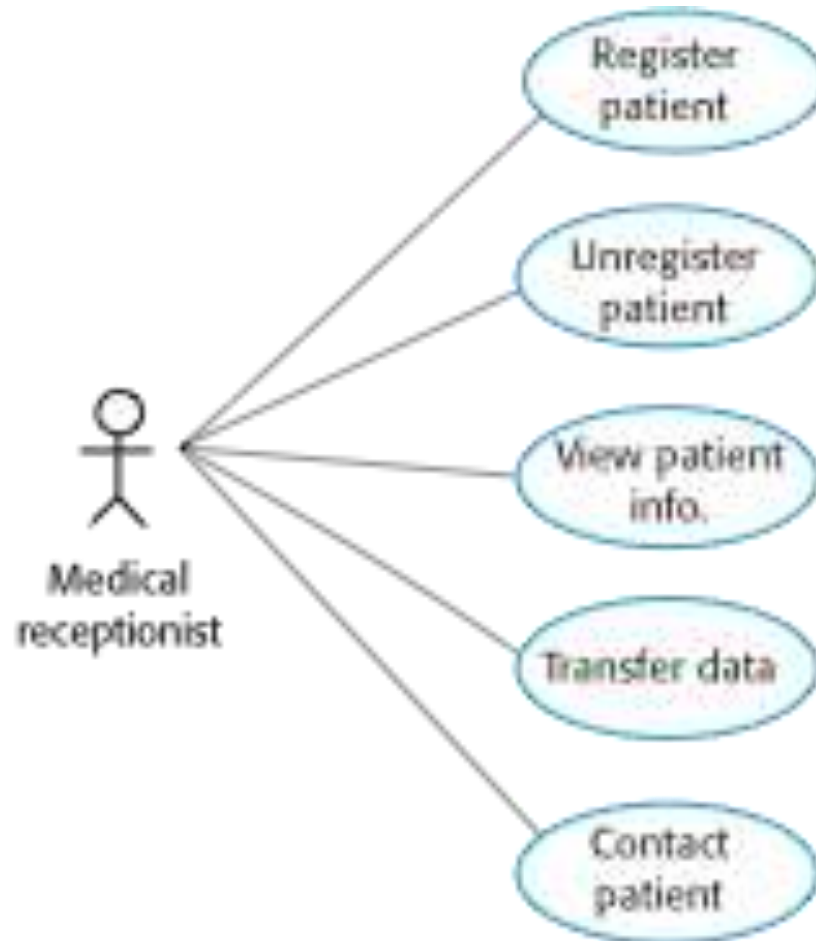 Register
patient
Unregister
patient
View patient
info.
Medical
receptionist
Transfer data
Contact
patient